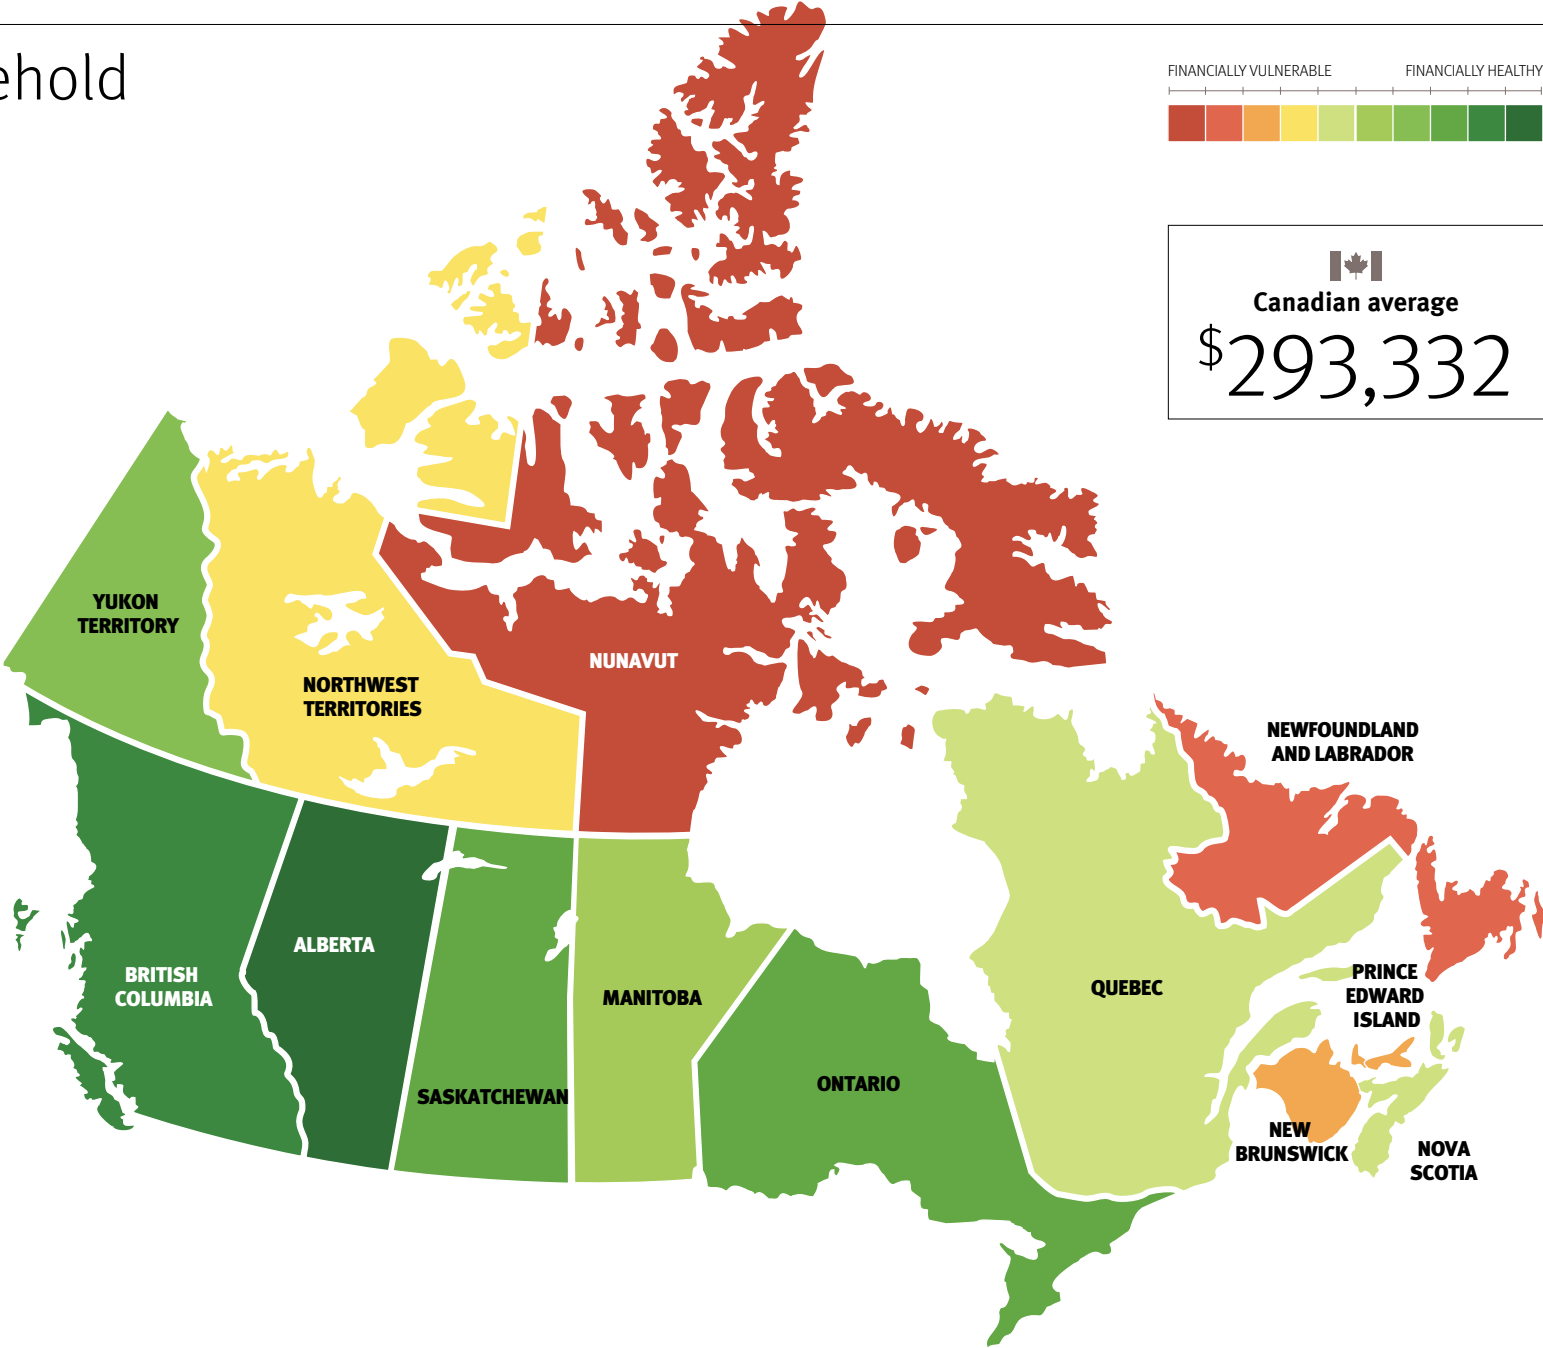 ehold
FINANCIALLY VULNERABLE
FINANCIALLY HEALTHY
Canadian average
$293,332
YUKON
TERRITORY
NORTHWEST
TERRITORIES
NUNAVUT
NEWFOUNDLAND
AND LABRADOR
BRITISH
COLUMBIA
ALBERTA
SASKATCHEWAN
MANITOBA
ONTARIO
QUEBEC
PRINCE
EDWARD
ISLAND
NEW
BRUNSWICK
NOVA
SCOTIA